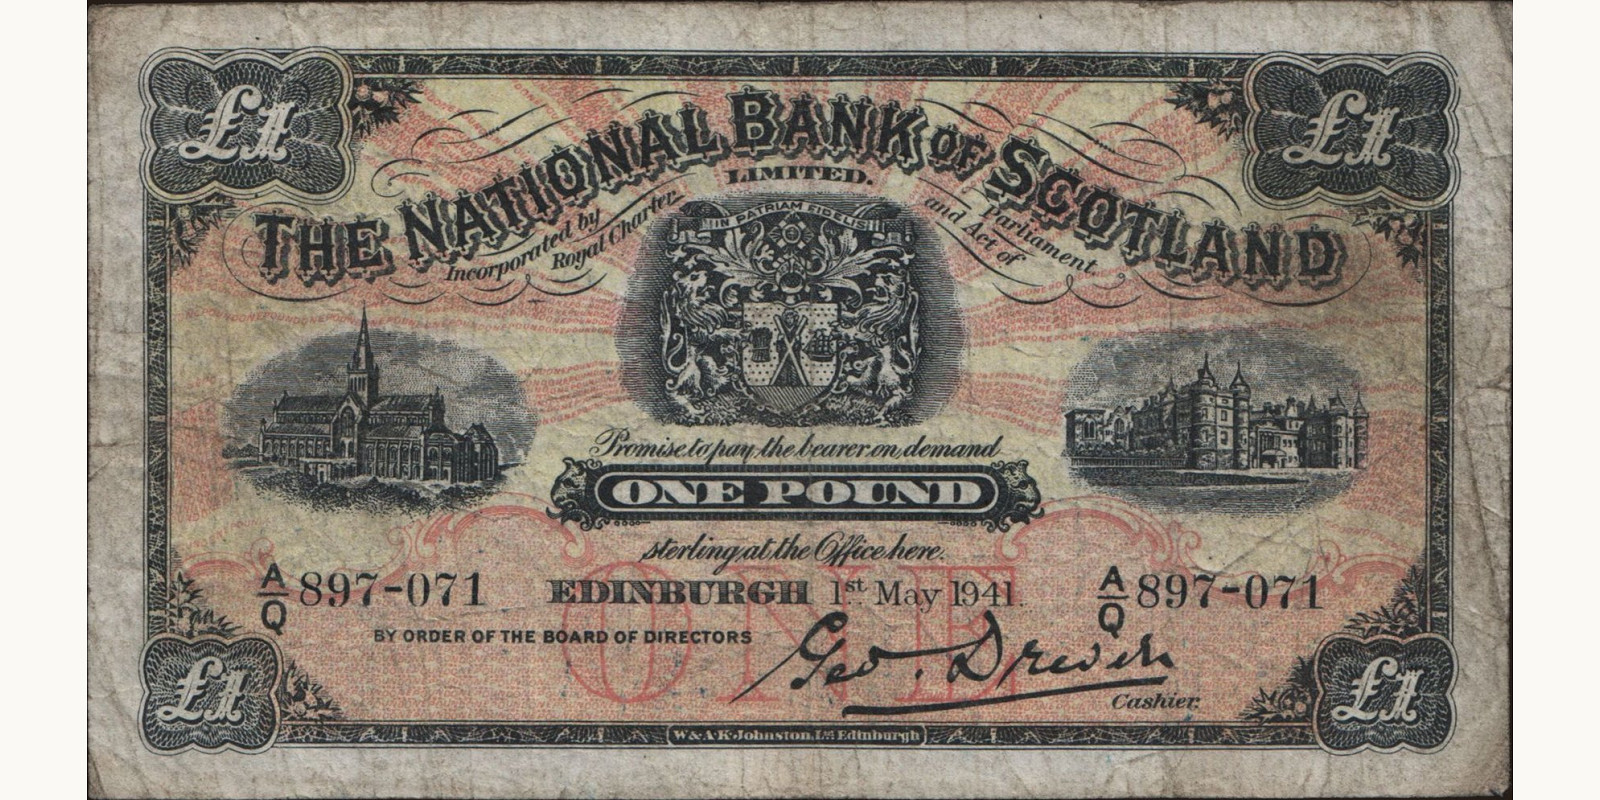 £1 £1
THE NATIONAL BANK OF SCOTLAND
LIMITED.
Incorporated by Royal Charter and Act of Parliament.
IN PATRIAM FIDELIS
Promise to pay the bearer on demand
ONE POUND
sterling at the Office here.
A/Q 897-071 EDINBURGH 1st May 1941. A/Q 897-071
BY ORDER OF THE BOARD OF DIRECTORS
ONE
Geo. Drever
Cashier.
£1 £1
W & A.K. Johnston, Ltd. Edinburgh